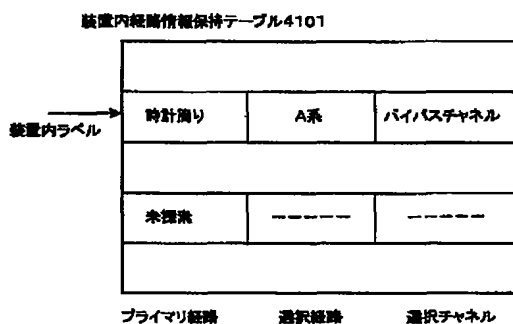 装置内経路情報保持テーブル4101
時計廻り A系 バイパスチャネル
装置内ラベル
未探索 ----- -----
プライマリ経路 選択経路 選択チャネル